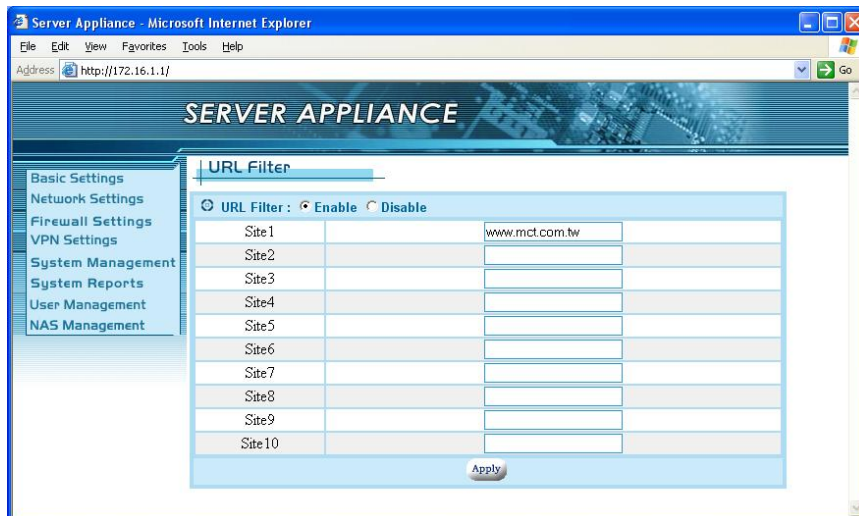 Server Appliance - Microsoft Internet Explorer
File Edit View Favorites Tools Help
Address http://172.16.1.1/ Go
SERVER APPLIANCE
Basic Settings
Network Settings
Firewall Settings
VPN Settings
System Management
System Reports
User Management
NAS Management
URL Filter
URL Filter : Enable Disable
Site1 www.mct.com.tw
Site2
Site3
Site4
Site5
Site6
Site7
Site8
Site9
Site10
Apply